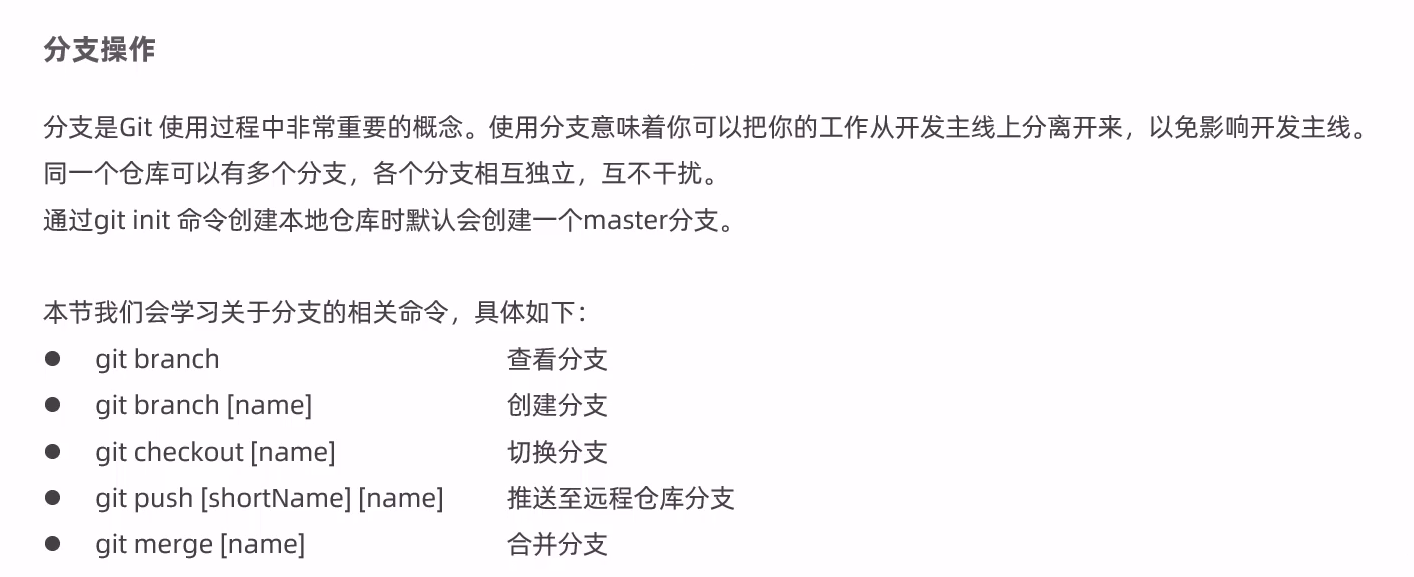 分支操作
分支是Git 使用过程中非常重要的概念。使用分支意味着你可以把你的工作从开发主线上分离开来，以免影响开发主线。
同一个仓库可以有多个分支，各个分支相互独立，互不干扰。
通过git init 命令创建本地仓库时默认会创建一个master分支。
本节我们会学习关于分支的相关命令，具体如下：
● git branch 查看分支
● git branch [name] 创建分支
● git checkout [name] 切换分支
● git push [shortName] [name] 推送至远程仓库分支
● git merge [name] 合并分支